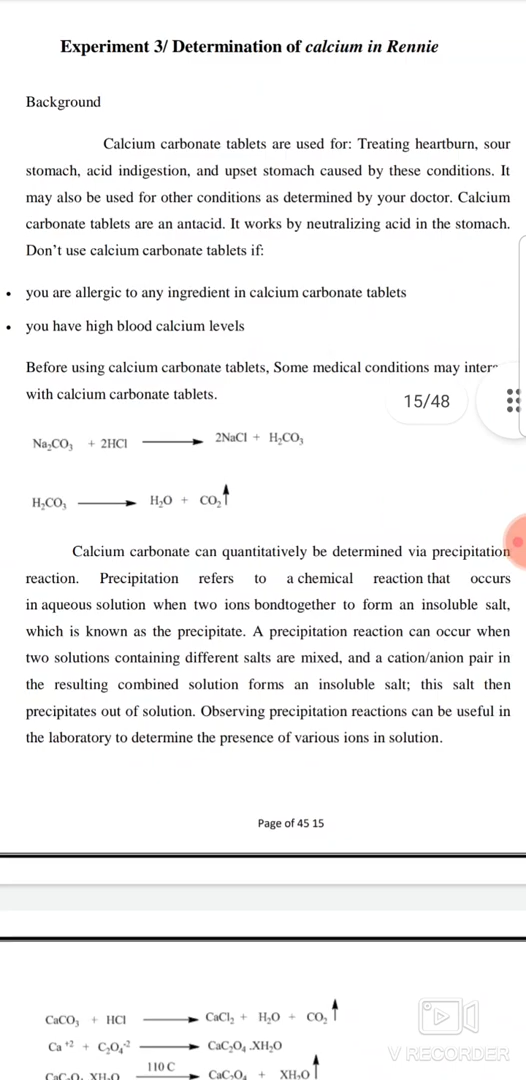 Experiment 3/ Determination of calcium in Rennie
Background
Calcium carbonate tablets are used for: Treating heartburn, sour
stomach, acid indigestion, and upset stomach caused by these conditions. It
may also be used for other conditions as determined by your doctor. Calcium
carbonate tablets are an antacid. It works by neutralizing acid in the stomach.
Don't use calcium carbonate tablets if:
• you are allergic to any ingredient in calcium carbonate tablets
• you have high blood calcium levels
Before using calcium carbonate tablets, Some medical conditions may inter
with calcium carbonate tablets.
15/48
Na₂CO₃ + 2HCl ⟶ 2NaCl + H₂CO₃
H₂CO₃ ⟶ H₂O + CO₂↑
Calcium carbonate can quantitatively be determined via precipitation
reaction. Precipitation refers to a chemical reaction that occurs
in aqueous solution when two ions bondtogether to form an insoluble salt,
which is known as the precipitate. A precipitation reaction can occur when
two solutions containing different salts are mixed, and a cation/anion pair in
the resulting combined solution forms an insoluble salt; this salt then
precipitates out of solution. Observing precipitation reactions can be useful in
the laboratory to determine the presence of various ions in solution.
Page of 45 15
CaCO₃ + HCl ⟶ CaCl₂ + H₂O + CO₂↑
Ca⁺² + C₂O₄⁻² ⟶ CaC₂O₄ .XH₂O
CaC₂O₄ XH₂O 110 C ⟶ CaC₂O₄ + XH₂O↑
V RECORDER